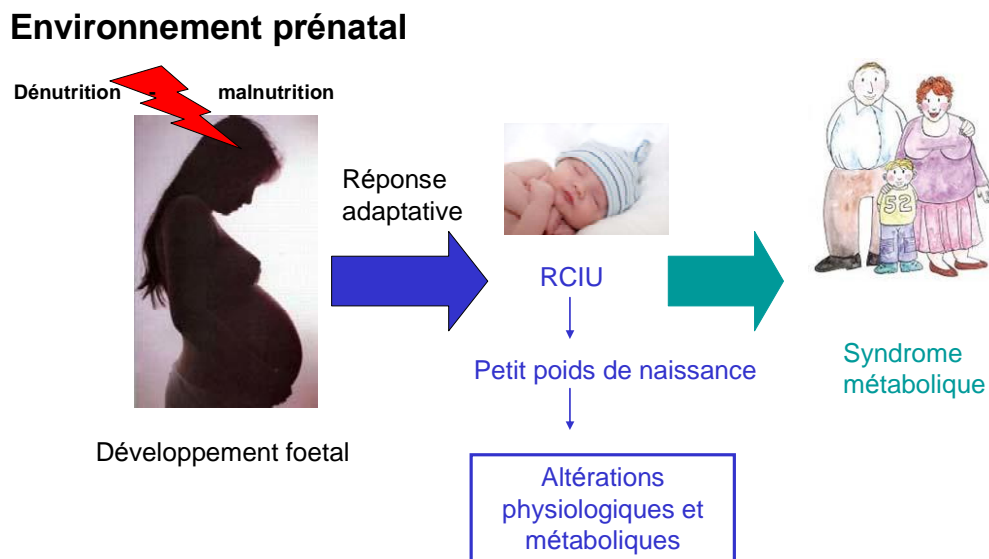 Environnement prénatal
Dénutrition - malnutrition
Réponse
adaptative
52
RCIU
Petit poids de naissance
Syndrome
métabolique
Développement foetal
Altérations
physiologiques et
métaboliques